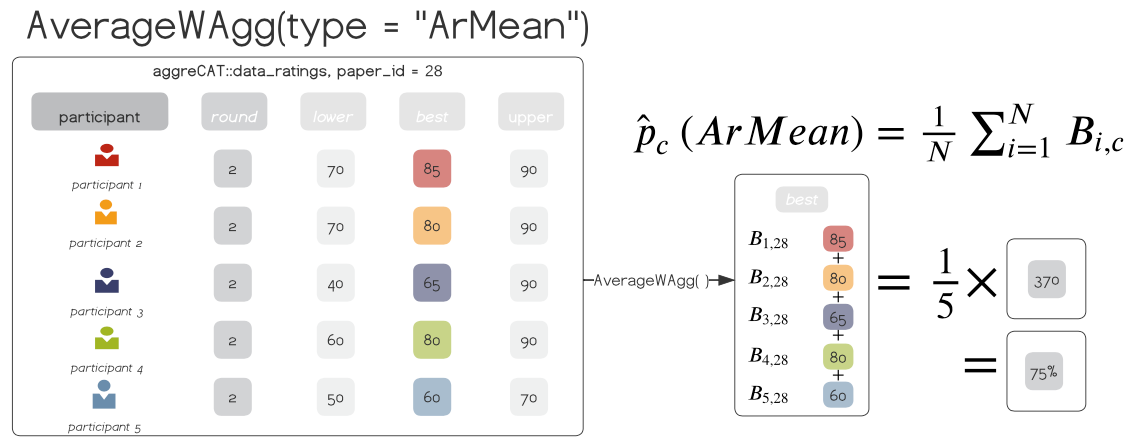 AverageWAgg(type = "ArMean")
aggreCAT::data_ratings, paper_id = 28
participant round lower best upper
participant 1 2 70 85 90
participant 2 2 70 80 90
participant 3 2 40 65 90
participant 4 2 60 80 90
participant 5 2 50 60 70
AverageWAgg( )
p̂c (ArMean) = 1/N ∑ᴺi=1 Bi,c
best
B1,28 85
+
B2,28 80
+
B3,28 65
+
B4,28 80
+
B5,28 60
= 1/5 × 370
= 75%